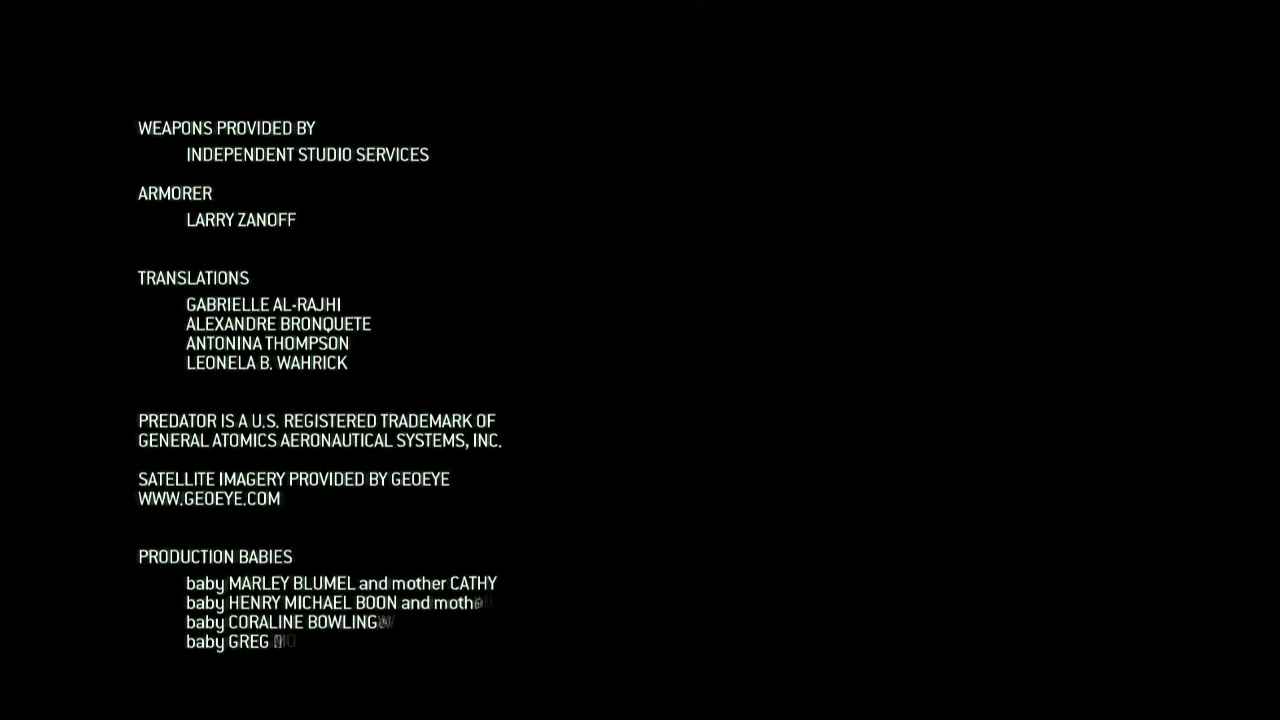 WEAPONS PROVIDED BY
INDEPENDENT STUDIO SERVICES
ARMORER
LARRY ZANOFF
TRANSLATIONS
GABRIELLE AL-RAJHI
ALEXANDRE BRONQUETE
ANTONINA THOMPSON
LEONELA B. WAHRICK
PREDATOR IS A U.S. REGISTERED TRADEMARK OF
GENERAL ATOMICS AERONAUTICAL SYSTEMS, INC.
SATELLITE IMAGERY PROVIDED BY GEOEYE
WWW.GEOEYE.COM
PRODUCTION BABIES
baby MARLEY BLUMEL and mother CATHY
baby HENRY MICHAEL BOON and
baby CORALINE BOWLING
baby GREG